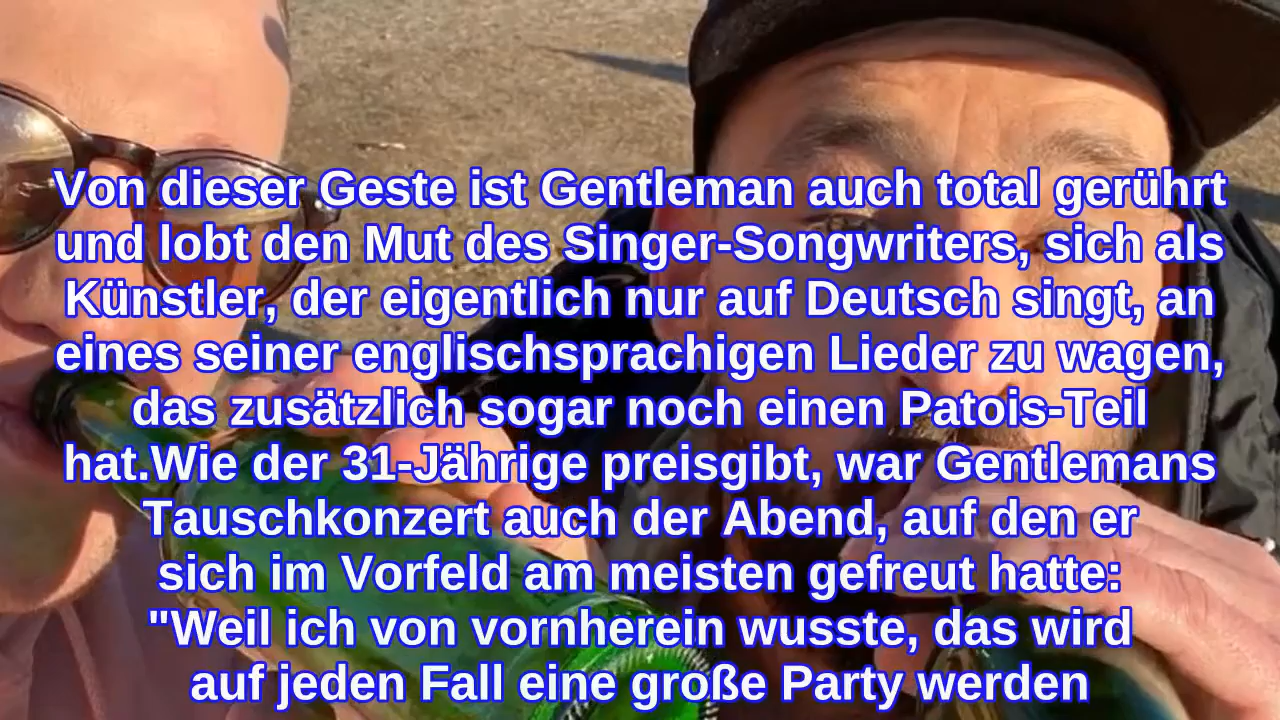 Von dieser Geste ist Gentleman auch total gerührt
und lobt den Mut des Singer-Songwriters, sich als
Künstler, der eigentlich nur auf Deutsch singt, an
eines seiner englischsprachigen Lieder zu wagen,
das zusätzlich sogar noch einen Patois-Teil
hat.Wie der 31-Jährige preisgibt, war Gentlemans
Tauschkonzert auch der Abend, auf den er
sich im Vorfeld am meisten gefreut hatte:
"Weil ich von vornherein wusste, das wird
auf jeden Fall eine große Party werden